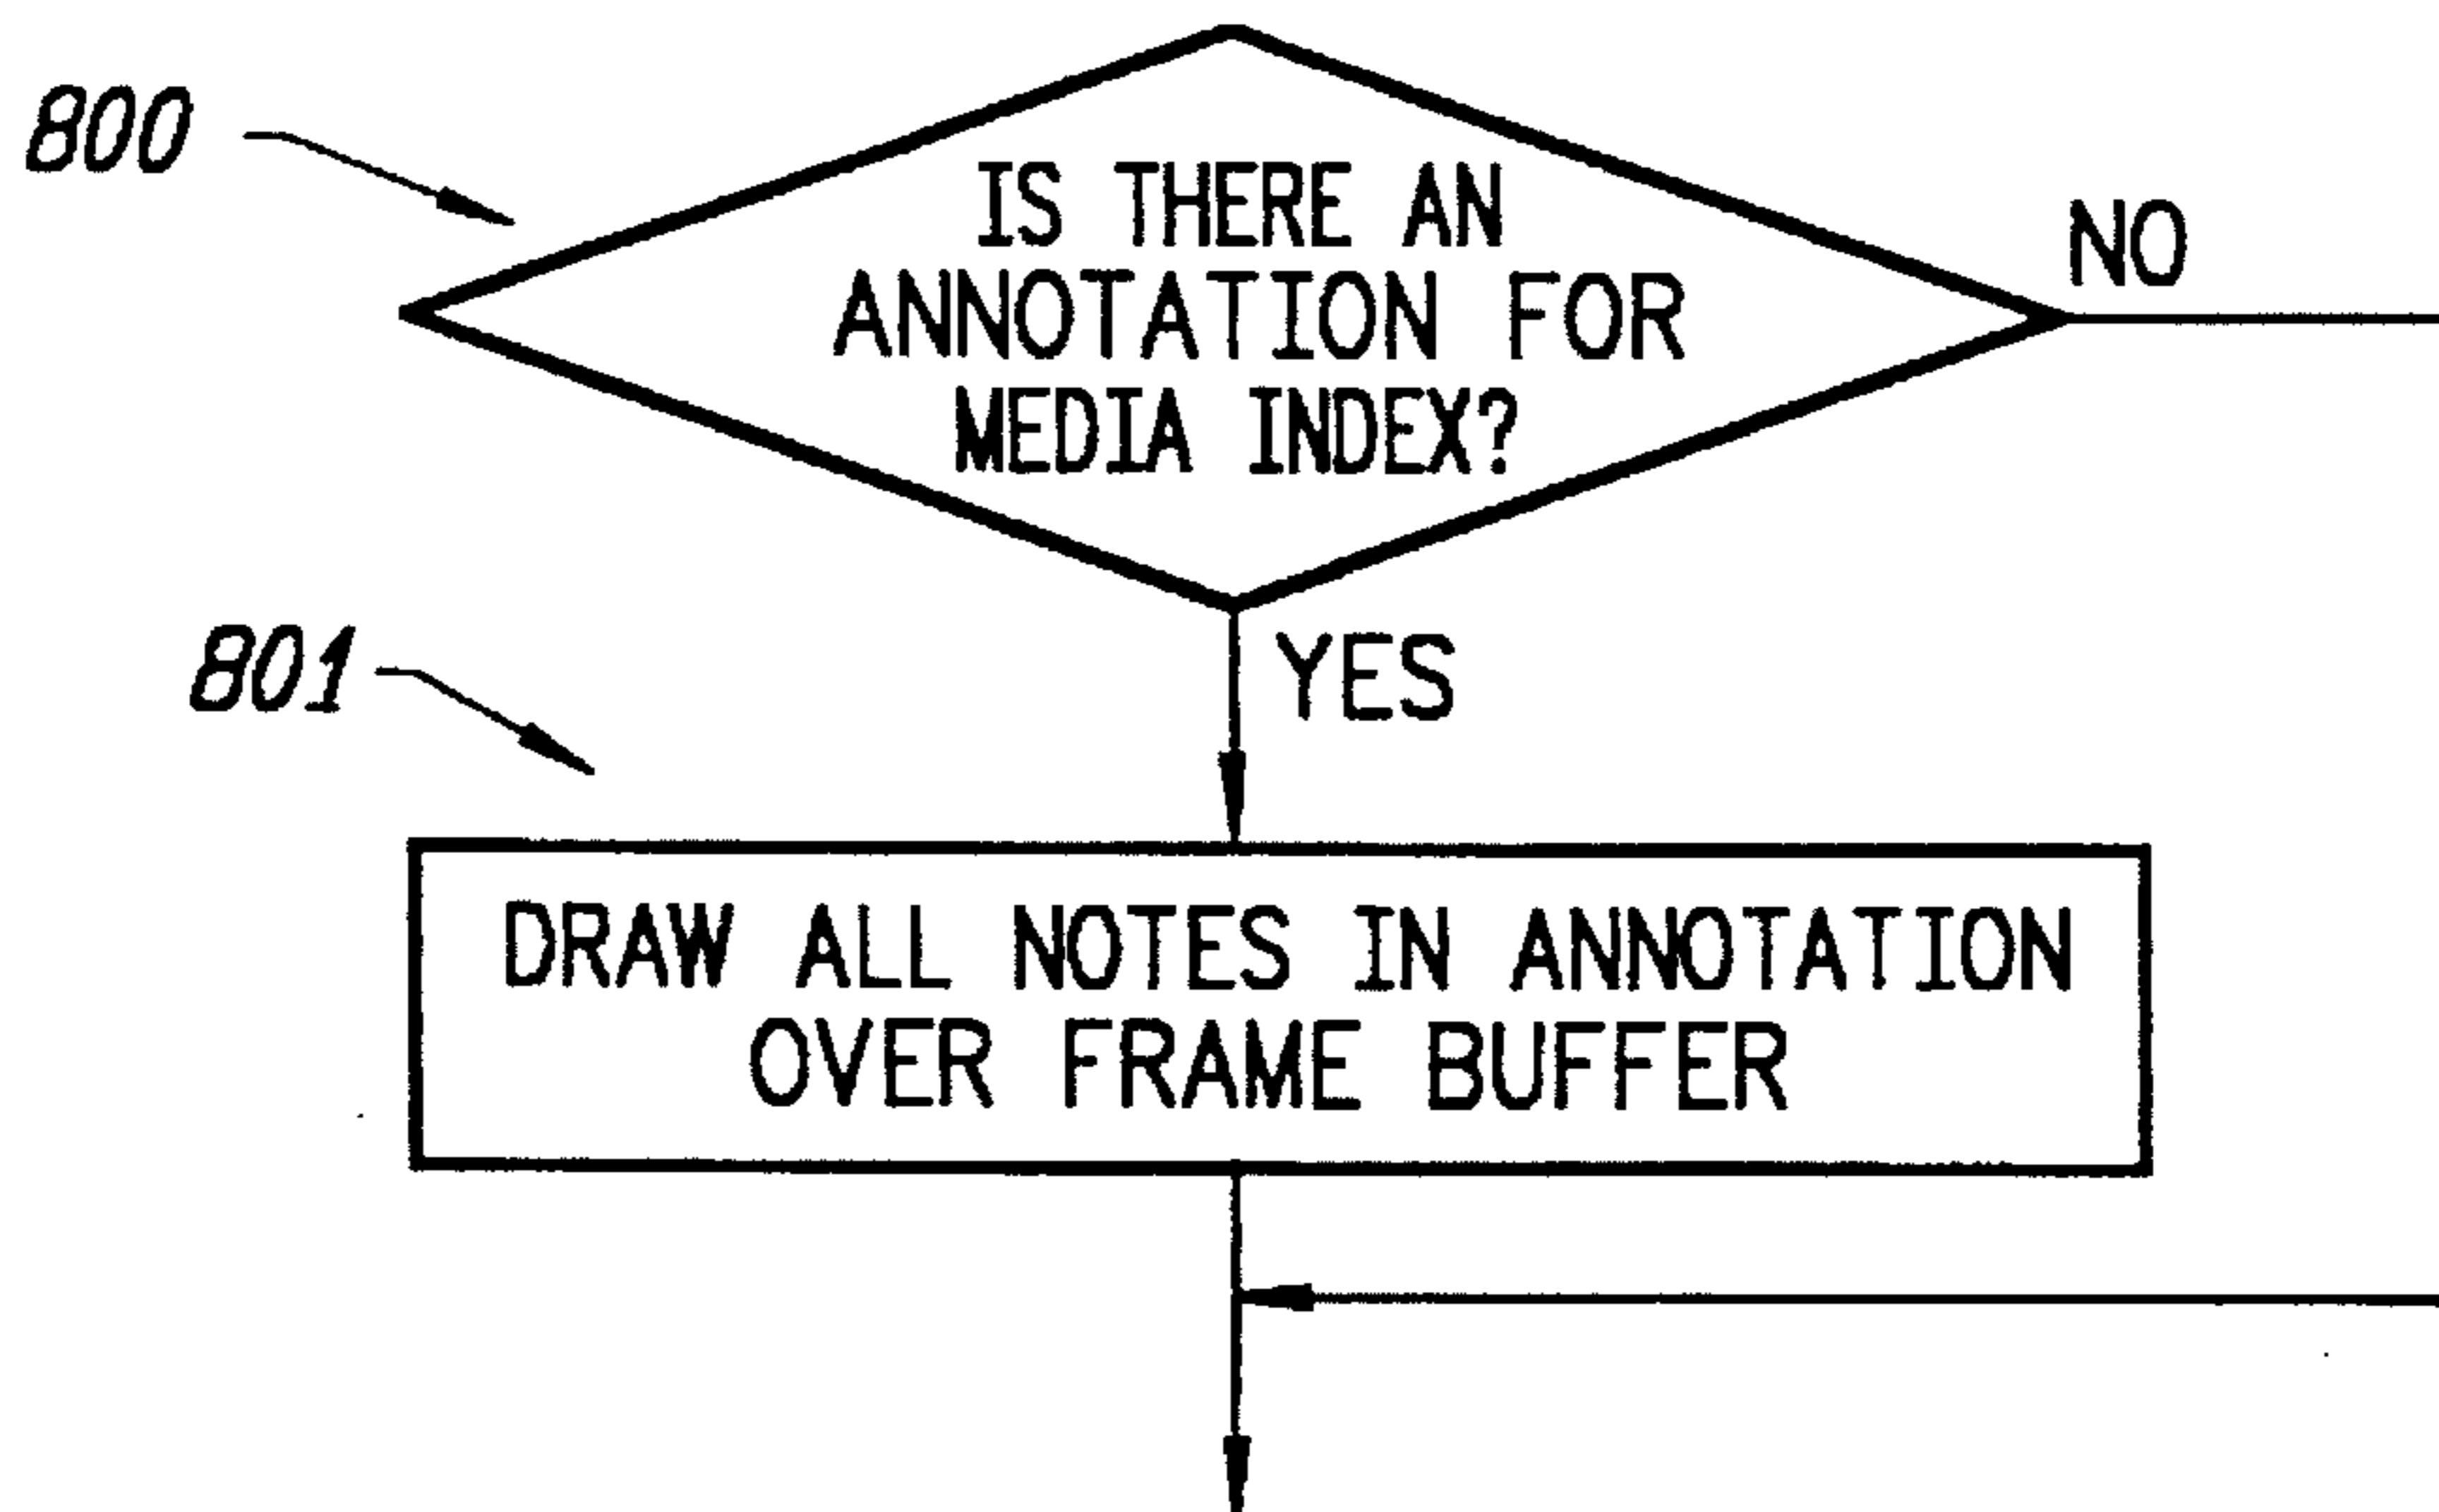 800
IS THERE AN
ANNOTATION FOR
MEDIA INDEX?
NO
801
YES
DRAW ALL NOTES IN ANNOTATION
OVER FRAME BUFFER